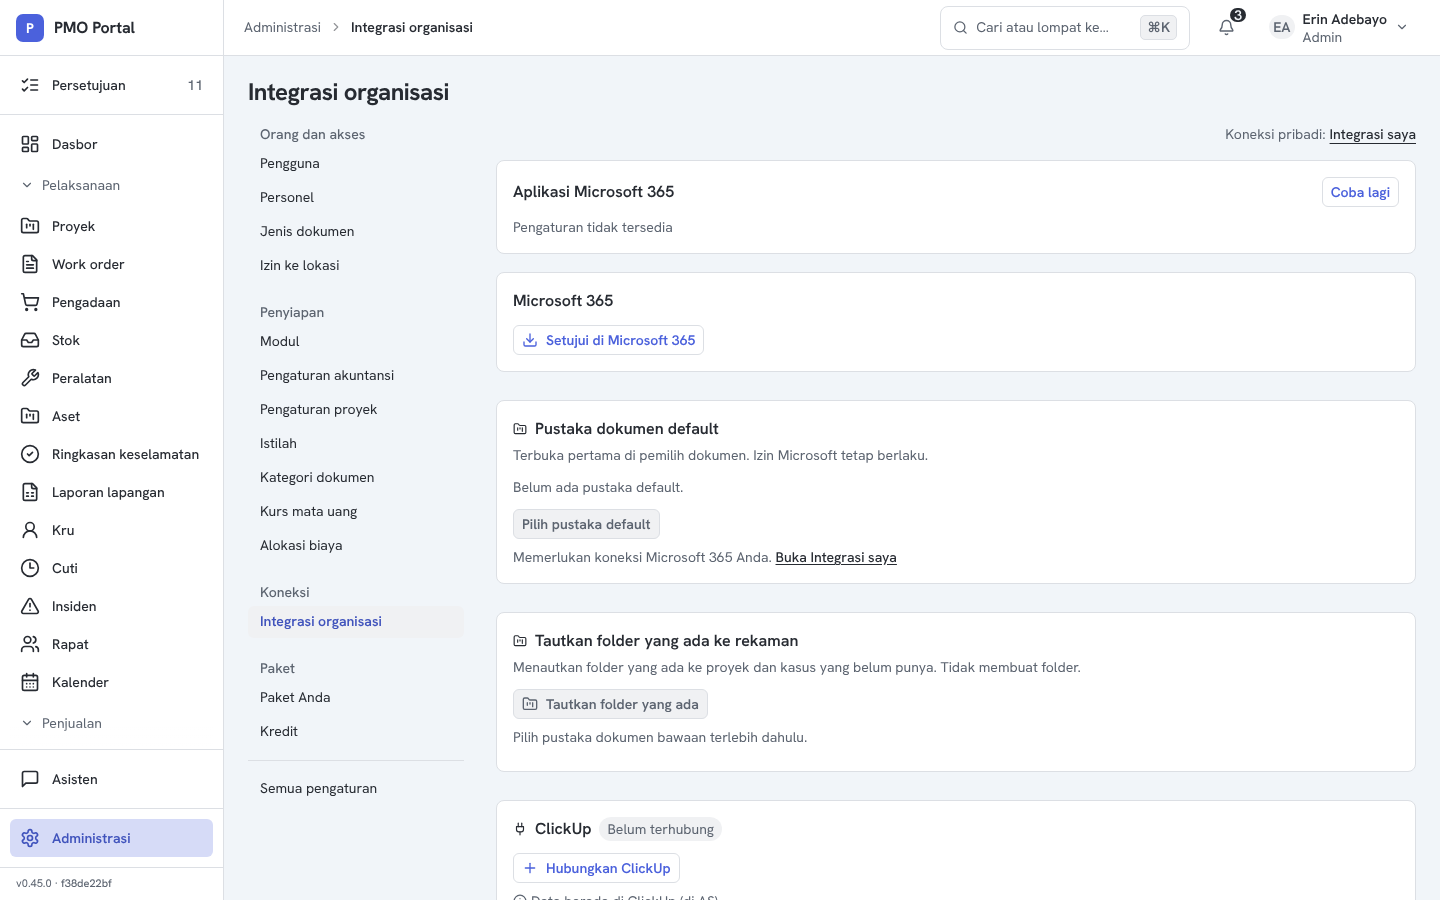 P PMO Portal
Administrasi > Integrasi organisasi
Cari atau lompat ke... ⌘K
3
EA Erin Adebayo
Admin
Persetujuan 11
Dasbor
Pelaksanaan
Proyek
Work order
Pengadaan
Stok
Peralatan
Aset
Ringkasan keselamatan
Laporan lapangan
Kru
Cuti
Insiden
Rapat
Kalender
Penjualan
Asisten
Administrasi
v0.45.0 · f38de22bf
Integrasi organisasi
Orang dan akses
Pengguna
Personel
Jenis dokumen
Izin ke lokasi
Penyiapan
Modul
Pengaturan akuntansi
Pengaturan proyek
Istilah
Kategori dokumen
Kurs mata uang
Alokasi biaya
Koneksi
Integrasi organisasi
Paket
Paket Anda
Kredit
Semua pengaturan
Koneksi pribadi: Integrasi saya
Aplikasi Microsoft 365
Coba lagi
Pengaturan tidak tersedia
Microsoft 365
Setujui di Microsoft 365
Pustaka dokumen default
Terbuka pertama di pemilih dokumen. Izin Microsoft tetap berlaku.
Belum ada pustaka default.
Pilih pustaka default
Memerlukan koneksi Microsoft 365 Anda. Buka Integrasi saya
Tautkan folder yang ada ke rekaman
Menautkan folder yang ada ke proyek dan kasus yang belum punya. Tidak membuat folder.
Tautkan folder yang ada
Pilih pustaka dokumen bawaan terlebih dahulu.
ClickUp Belum terhubung
Hubungkan ClickUp
Data berada di ClickUp (di AS)